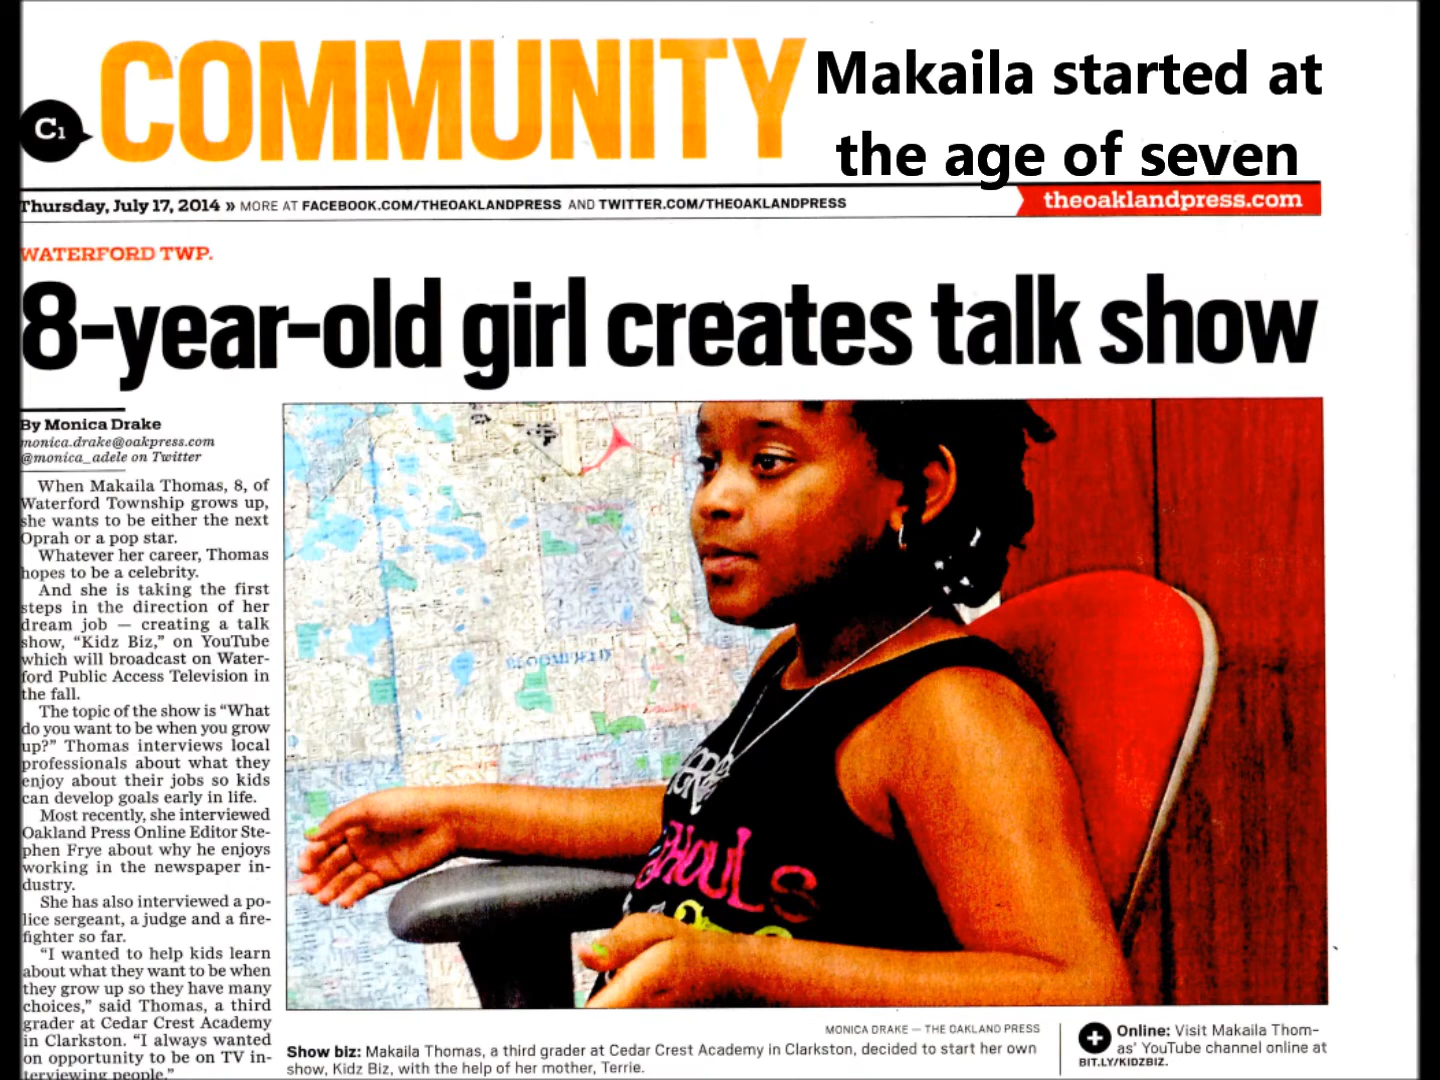 COMMUNITY
Makaila started at
the age of seven
C1
Thursday, July 17, 2014 » MORE AT FACEBOOK.COM/THEOAKLANDPRESS AND TWITTER.COM/THEOAKLANDPRESS
theoaklandpress.com
WATERFORD TWP.
8-year-old girl creates talk show
By Monica Drake
monica.drake@oakpress.com
@monica_adele on Twitter
When Makaila Thomas, 8, of
Waterford Township grows up,
she wants to be either the next
Oprah or a pop star.
Whatever her career, Thomas
hopes to be a celebrity.
And she is taking the first
steps in the direction of her
dream job — creating a talk
show, “Kidz Biz,” on YouTube
which will broadcast on Water-
ford Public Access Television in
the fall.
The topic of the show is “What
do you want to be when you grow
up?” Thomas interviews local
professionals about what they
enjoy about their jobs so kids
can develop goals early in life.
Most recently, she interviewed
Oakland Press Online Editor Ste-
phen Frye about why he enjoys
working in the newspaper in-
dustry.
She has also interviewed a po-
lice sergeant, a judge and a fire-
fighter so far.
“I wanted to help kids learn
about what they want to be when
they grow up so they have many
choices,” said Thomas, a third
grader at Cedar Crest Academy
in Clarkston. “I always wanted
on opportunity to be on TV in-
terviewing people.”
BLOOMFIELD
GHOULS
MONICA DRAKE — THE OAKLAND PRESS
Show biz: Makaila Thomas, a third grader at Cedar Crest Academy in Clarkston, decided to start her own
show, Kidz Biz, with the help of her mother, Terrie.
Online: Visit Makaila Thom-
as’ YouTube channel online at
BIT.LY/KIDZBIZ.